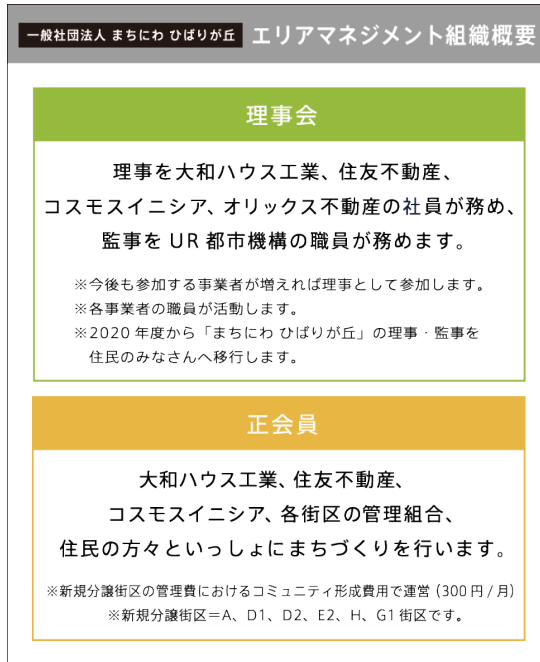 一般社団法人 まちにわ ひばりが丘 エリアマネジメント組織概要
理事会
理事を大和ハウス工業、住友不動産、
コスモスイニシア、オリックス不動産の社員が務め、
監事を UR 都市機構の職員が務めます。
※今後も参加する事業者が増えれば理事として参加します。
※各事業者の職員が活動します。
※2020 年度から「まちにわ ひばりが丘」の理事・監事を
住民のみなさんへ移行します。
正会員
大和ハウス工業、住友不動産、
コスモスイニシア、各街区の管理組合、
住民の方々といっしょにまちづくりを行います。
※新規分譲街区の管理費におけるコミュニティ形成費用で運営（300 円 / 月）
※新規分譲街区＝A、D1、D2、E2、H、G1 街区です。